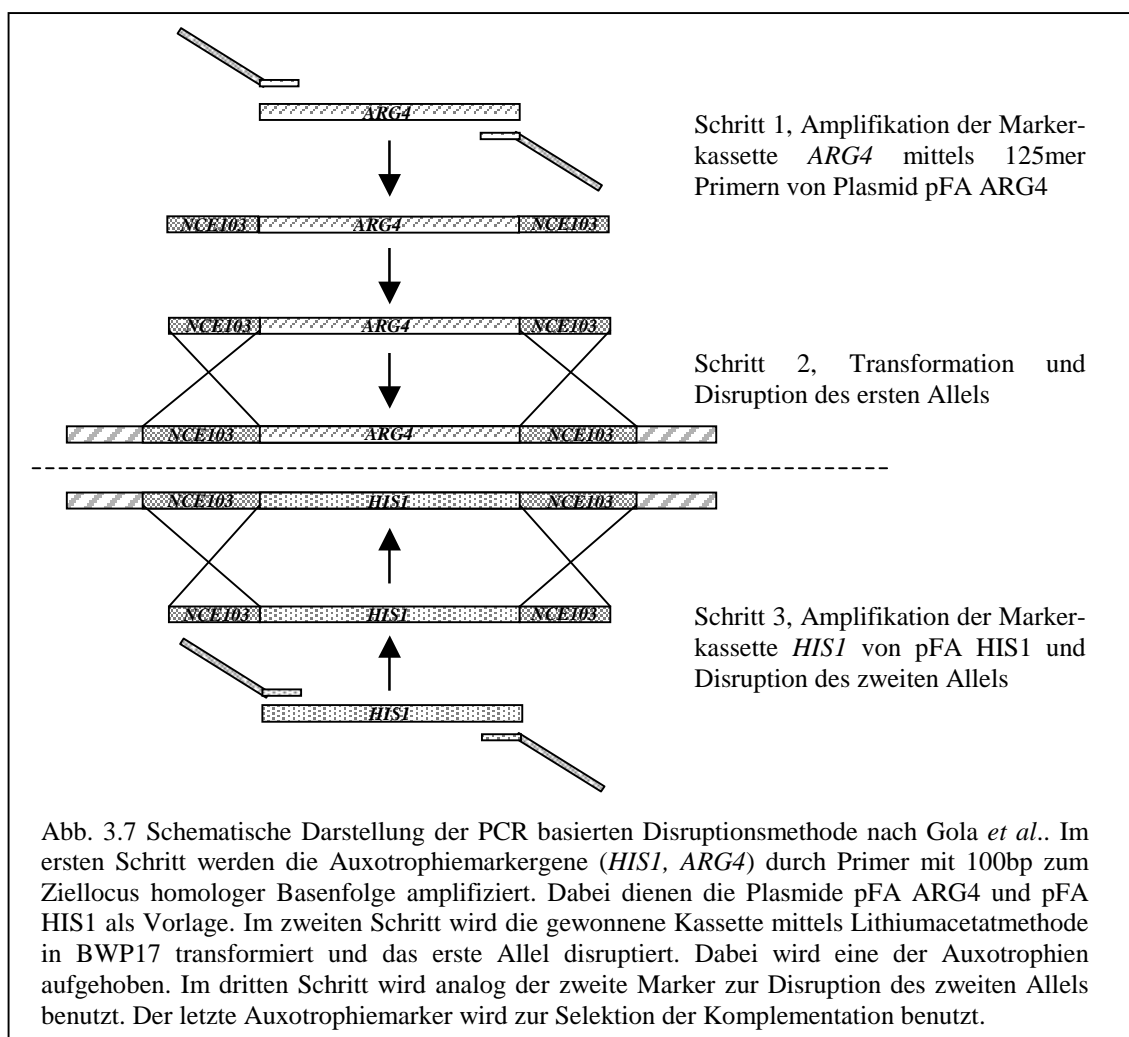 ARG4
Schritt 1, Amplifikation der Marker-
kassette ARG4 mittels 125mer
Primern von Plasmid pFA ARG4
NCE103 ARG4 NCE103
NCE103 ARG4 NCE103
Schritt 2, Transformation und
Disruption des ersten Allels
NCE103 ARG4 NCE103
NCE103 HIS1 NCE103
NCE103 HIS1 NCE103
Schritt 3, Amplifikation der Marker-
kassette HIS1 von pFA HIS1 und
Disruption des zweiten Allels
HIS1
Abb. 3.7 Schematische Darstellung der PCR basierten Disruptionsmethode nach Gola et al.. Im
ersten Schritt werden die Auxotrophiemarkergene (HIS1, ARG4) durch Primer mit 100bp zum
Ziellocus homologer Basenfolge amplifiziert. Dabei dienen die Plasmide pFA ARG4 und pFA
HIS1 als Vorlage. Im zweiten Schritt wird die gewonnene Kassette mittels Lithiumacetatmethode
in BWP17 transformiert und das erste Allel disruptiert. Dabei wird eine der Auxotrophien
aufgehoben. Im dritten Schritt wird analog der zweite Marker zur Disruption des zweiten Allels
benutzt. Der letzte Auxotrophiemarker wird zur Selektion der Komplementation benutzt.